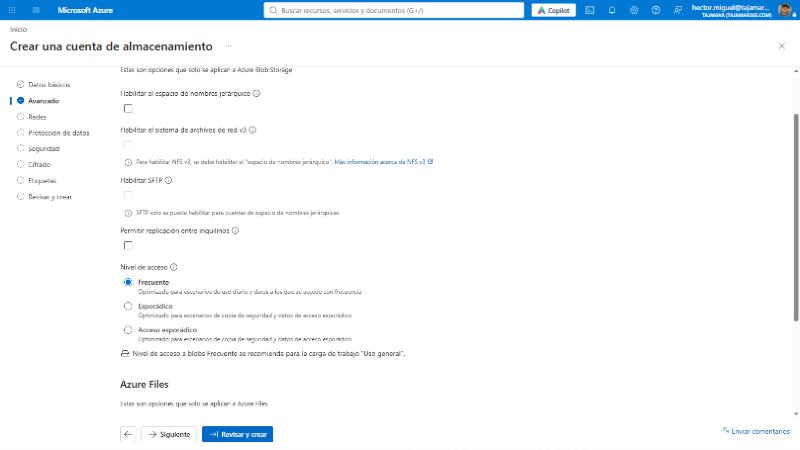 Microsoft Azure
Buscar recursos, servicios y documentos (G+/)
Copilot
hector.miguel@tajamar...
TAJAMAR (TAJAMAR365.COM)
Inicio
Crear una cuenta de almacenamiento ...
Datos básicos
Avanzado
Redes
Protección de datos
Seguridad
Cifrado
Etiquetas
Revisar y crear
Estas son opciones que solo se aplican a Azure Blob Storage
Habilitar el espacio de nombres jerárquico
Habilitar el sistema de archivos de red v3
Para habilitar NFS v3, se debe habilitar el "espacio de nombres jerárquico". Más información acerca de NFS v3
Habilitar SFTP
SFTP solo se puede habilitar para cuentas de espacio de nombres jerárquicas
Permitir replicación entre inquilinos
Nivel de acceso
Frecuente
Optimizado para escenarios de uso diario y datos a los que se accede con frecuencia
Esporádico
Optimizado para escenarios de copia de seguridad y datos de acceso esporádico
Acceso esporádico
Optimizado para escenarios de copia de seguridad y datos de acceso esporádico
Nivel de acceso a blobs Frecuente se recomienda para la carga de trabajo "Uso general".
Azure Files
Estas son opciones que solo se aplican a Azure Files
Siguiente
Revisar y crear
Enviar comentarios